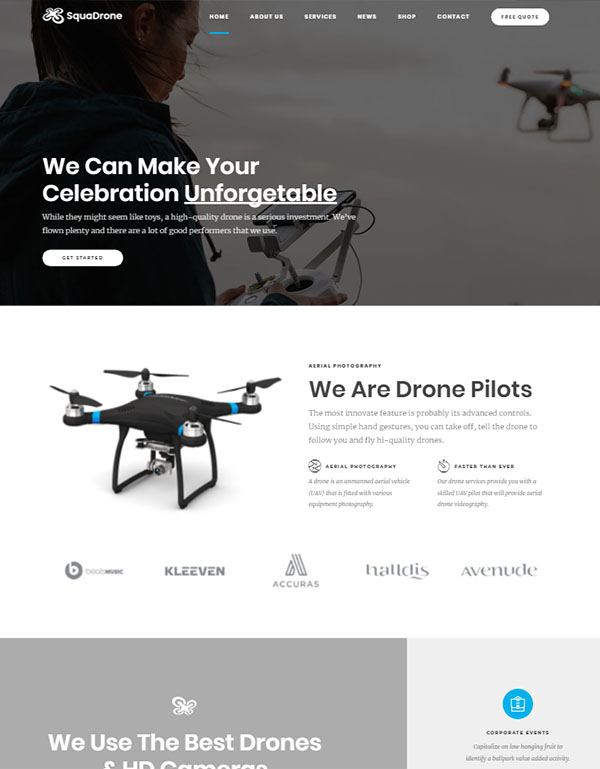 SquaDrone
HOME ABOUT US SERVICES NEWS SHOP CONTACT FREE QUOTE
We Can Make Your
Celebration Unforgetable
While they might seem like toys, a high-quality drone is a serious investment. We've
flown plenty and there are a lot of good performers that we use.
GET STARTED
AERIAL PHOTOGRAPHY
We Are Drone Pilots
The most innovate feature is probably its advanced controls.
Using simple hand gestures, you can take off, tell the drone to
follow you and fly hi-quality drones.
AERIAL PHOTOGRAPHY
A drone is an unmanned aerial vehicle
(UAV) that is fitted with various
equipment photography.
FASTER THAN EVER
Our drone services provide you with a
skilled UAV pilot that will provide aerial
drone videography.
beatsMUSIC
KLEEVEN
ACCURAS
halldis
avenude
We Use The Best Drones
& HD Cameras
CORPORATE EVENTS
Capitalize on low hanging fruit to
identify a ballpark value added activity.